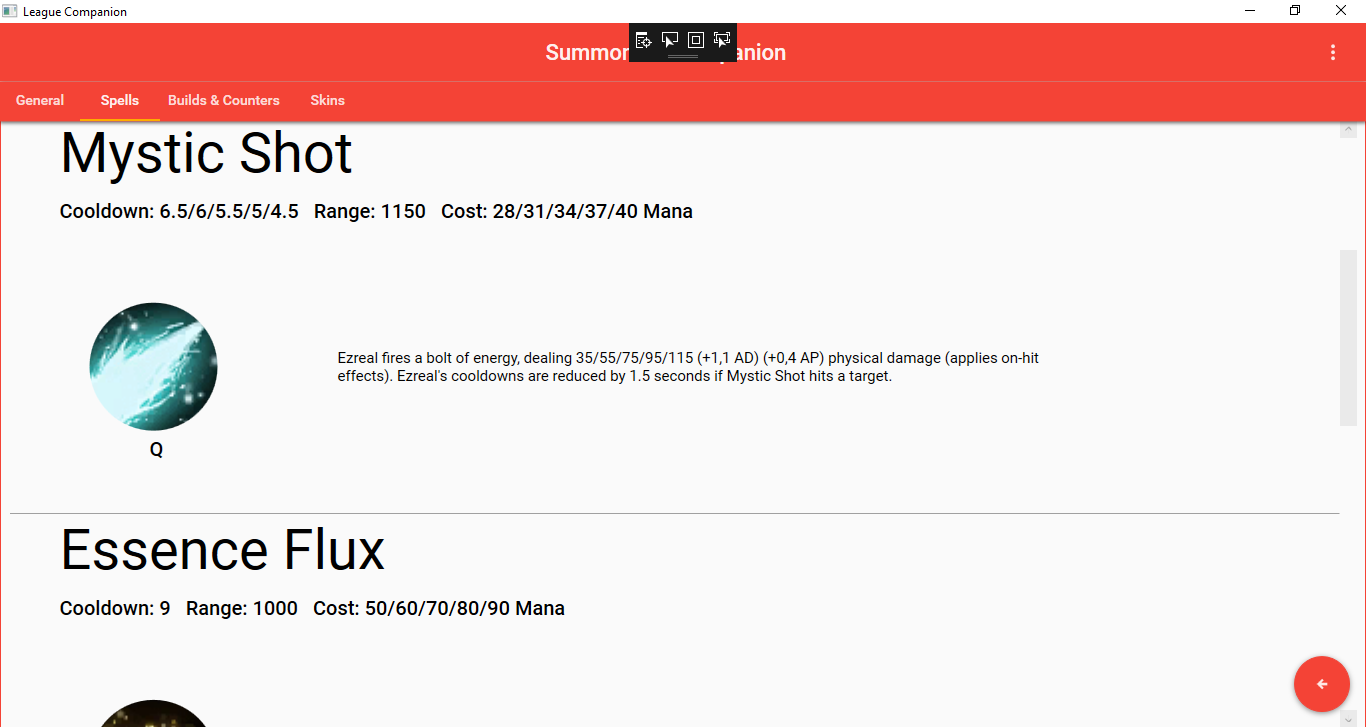 League Companion
Summo anion
General Spells Builds & Counters Skins
Mystic Shot
Cooldown: 6.5/6/5.5/5/4.5 Range: 1150 Cost: 28/31/34/37/40 Mana
Ezreal fires a bolt of energy, dealing 35/55/75/95/115 (+1,1 AD) (+0,4 AP) physical damage (applies on-hit
effects). Ezreal's cooldowns are reduced by 1.5 seconds if Mystic Shot hits a target.
Q
Essence Flux
Cooldown: 9 Range: 1000 Cost: 50/60/70/80/90 Mana